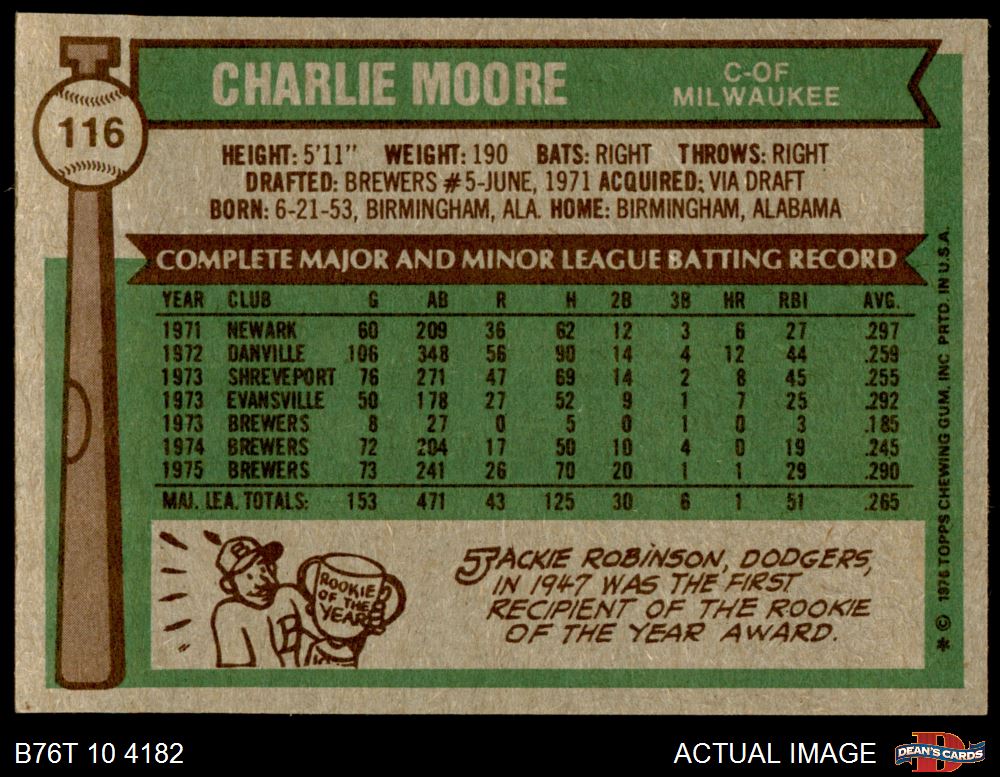 116
CHARLIE MOORE
C-OF
MILWAUKEE
HEIGHT: 5'11" WEIGHT: 190 BATS: RIGHT THROWS: RIGHT
DRAFTED: BREWERS #5-JUNE, 1971 ACQUIRED: VIA DRAFT
BORN: 6-21-53, BIRMINGHAM, ALA. HOME: BIRMINGHAM, ALABAMA
COMPLETE MAJOR AND MINOR LEAGUE BATTING RECORD
YEAR CLUB G AB R H 2B 3B HR RBI AVG.
1971 NEWARK 60 209 36 62 12 3 6 27 .297
1972 DANVILLE 106 348 56 90 14 4 12 44 .259
1973 SHREVEPORT 76 271 47 69 14 2 8 45 .255
1973 EVANSVILLE 50 178 27 52 9 1 7 25 .292
1973 BREWERS 8 27 0 5 0 1 0 3 .185
1974 BREWERS 72 204 17 50 10 4 0 19 .245
1975 BREWERS 73 241 26 70 20 1 1 29 .290
MAJ. LEA. TOTALS: 153 471 43 125 30 6 1 51 .265
ROOKIE
OF THE
YEAR
B
JACKIE ROBINSON, DODGERS,
IN 1947 WAS THE FIRST
RECIPIENT OF THE ROOKIE
OF THE YEAR AWARD.
* © 1976 TOPPS CHEWING GUM, INC. PRTD. IN U.S.A.
B76T 10 4182
ACTUAL IMAGE
DEAN'S CARDS